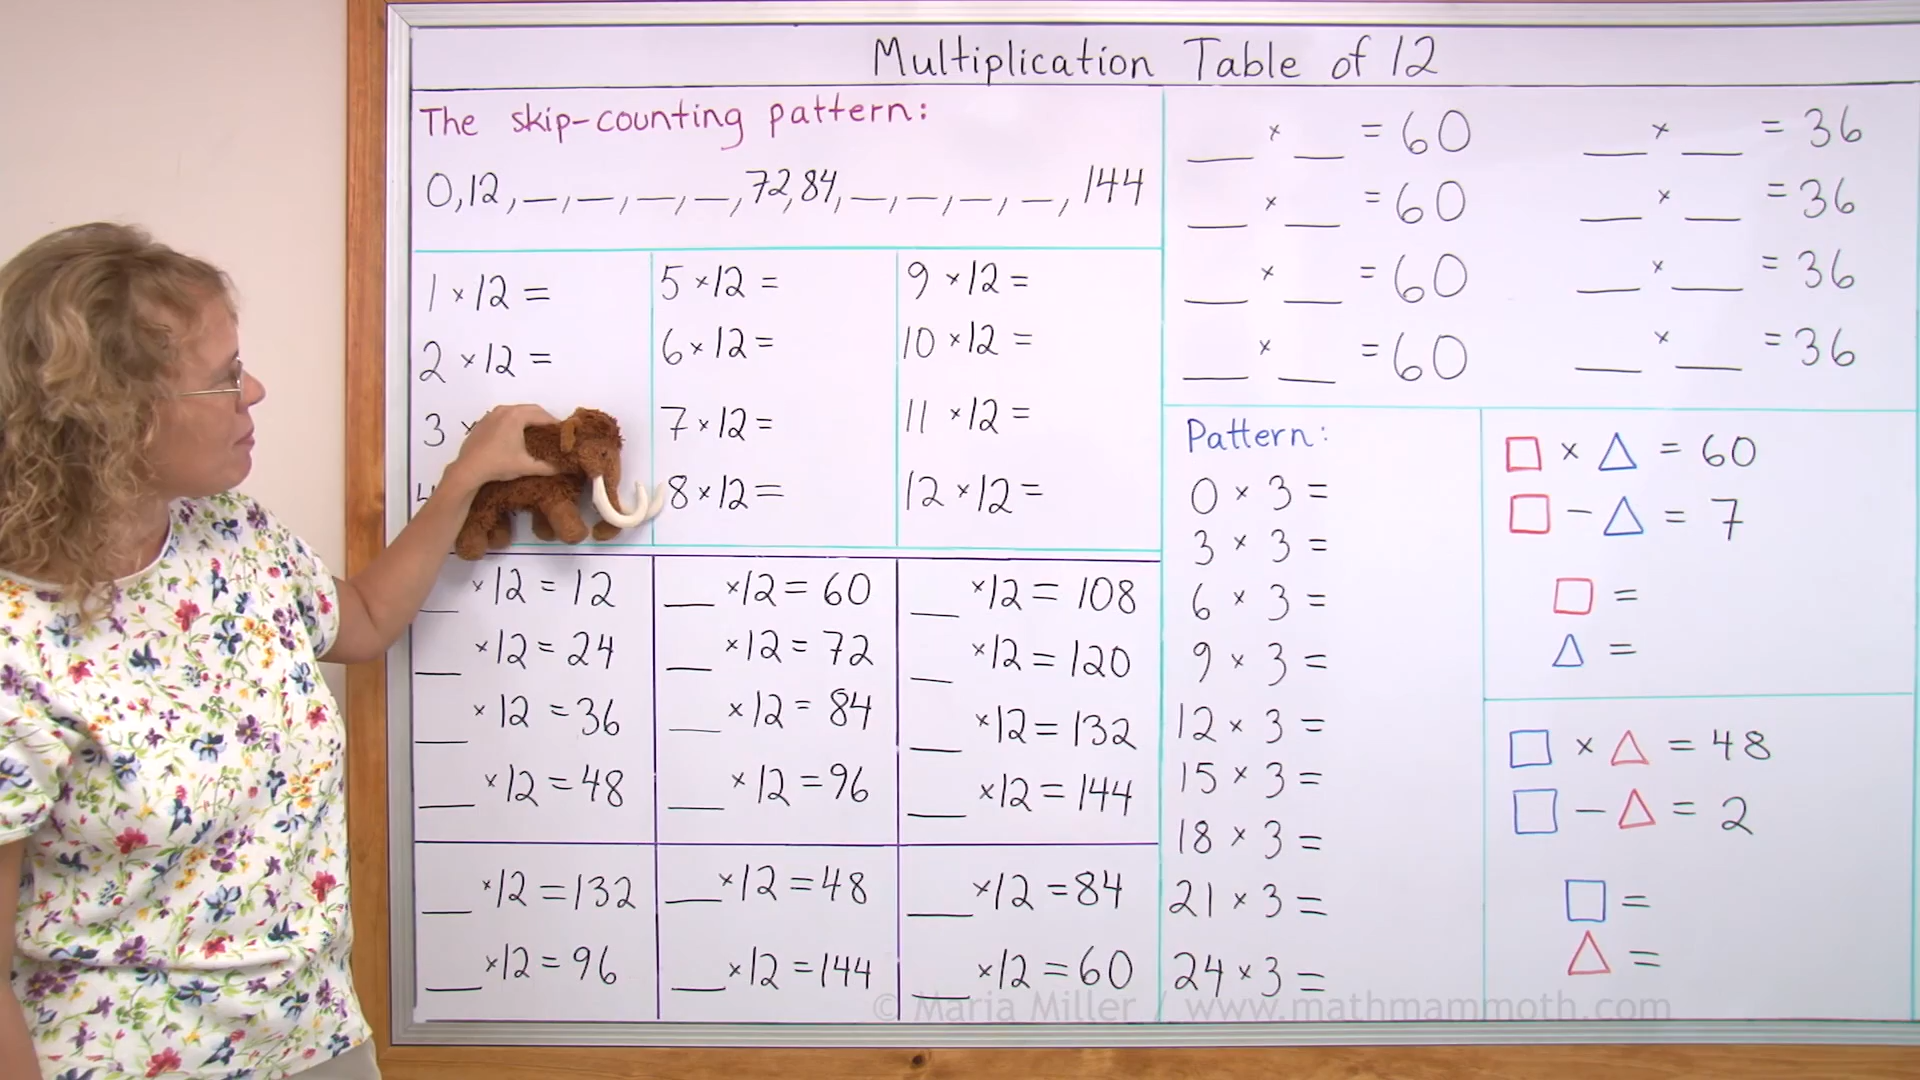 Multiplication Table of 12
The skip-counting pattern:
0, 12, __, __, __, __, 72, 84, __, __, __, __, 144
1 × 12 =
2 × 12 =
3 ×
5 × 12 =
6 × 12 =
7 × 12 =
8 × 12 =
9 × 12 =
10 × 12 =
11 × 12 =
12 × 12 =
__ × 12 = 12
__ × 12 = 24
__ × 12 = 36
__ × 12 = 48
__ × 12 = 60
__ × 12 = 72
__ × 12 = 84
__ × 12 = 96
__ × 12 = 108
__ × 12 = 120
__ × 12 = 132
__ × 12 = 144
__ × 12 = 132
__ × 12 = 96
__ × 12 = 48
__ × 12 = 144
__ × 12 = 84
__ × 12 = 60
__ × __ = 60
__ × __ = 60
__ × __ = 60
__ × __ = 60
__ × __ = 36
__ × __ = 36
__ × __ = 36
__ × __ = 36
Pattern:
0 × 3 =
3 × 3 =
6 × 3 =
9 × 3 =
12 × 3 =
15 × 3 =
18 × 3 =
21 × 3 =
24 × 3 =
□ × △ = 60
□ − △ = 7
□ =
△ =
□ × △ = 48
□ − △ = 2
□ =
△ =
© Maria Miller / www.mathmammoth.com